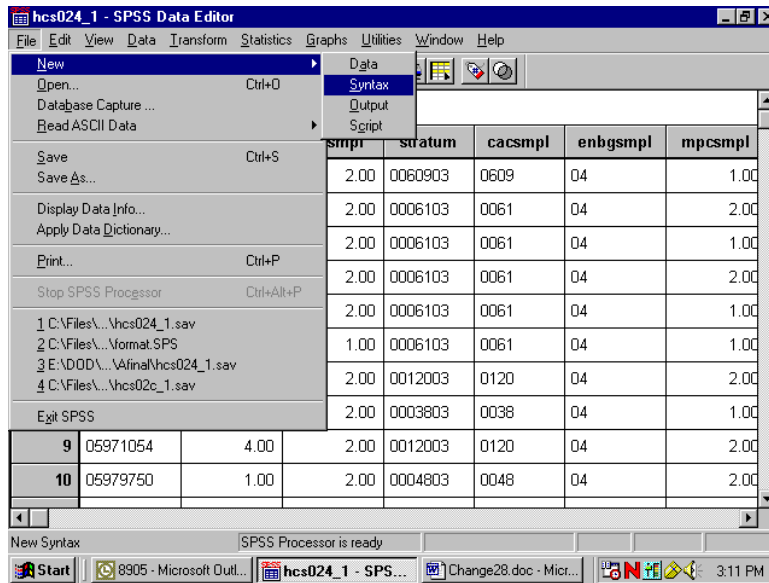 hcs024_1 - SPSS Data Editor
File Edit View Data Transform Statistics Graphs Utilities Window Help
New
Open... Ctrl+O
Database Capture ...
Read ASCII Data
Save Ctrl+S
Save As...
Display Data Info...
Apply Data Dictionary...
Print... Ctrl+P
Stop SPSS Processor Ctrl+Alt+P
1 C:\Files\...\hcs024_1.sav
2 C:\Files\...\format.SPS
3 E:\DOD\...\Afinal\hcs024_1.sav
4 C:\Files\...\hcs02c_1.sav
Exit SPSS
Data
Syntax
Output
Script
smpl stratum cacsmpl enbgsmpl mpcsmpl
2.00 0060903 0609 04 1.00
2.00 0006103 0061 04 2.00
2.00 0006103 0061 04 1.00
2.00 0006103 0061 04 2.00
2.00 0006103 0061 04 1.00
1.00 0006103 0061 04 1.00
2.00 0012003 0120 04 2.00
2.00 0003803 0038 04 1.00
9 05971054 4.00 2.00 0012003 0120 04 2.00
10 05979750 1.00 2.00 0004803 0048 04 2.00
New Syntax SPSS Processor is ready
Start 8905 - Microsoft Outl... hcs024_1 - SPS... Change28.doc - Micr... 3:11 PM